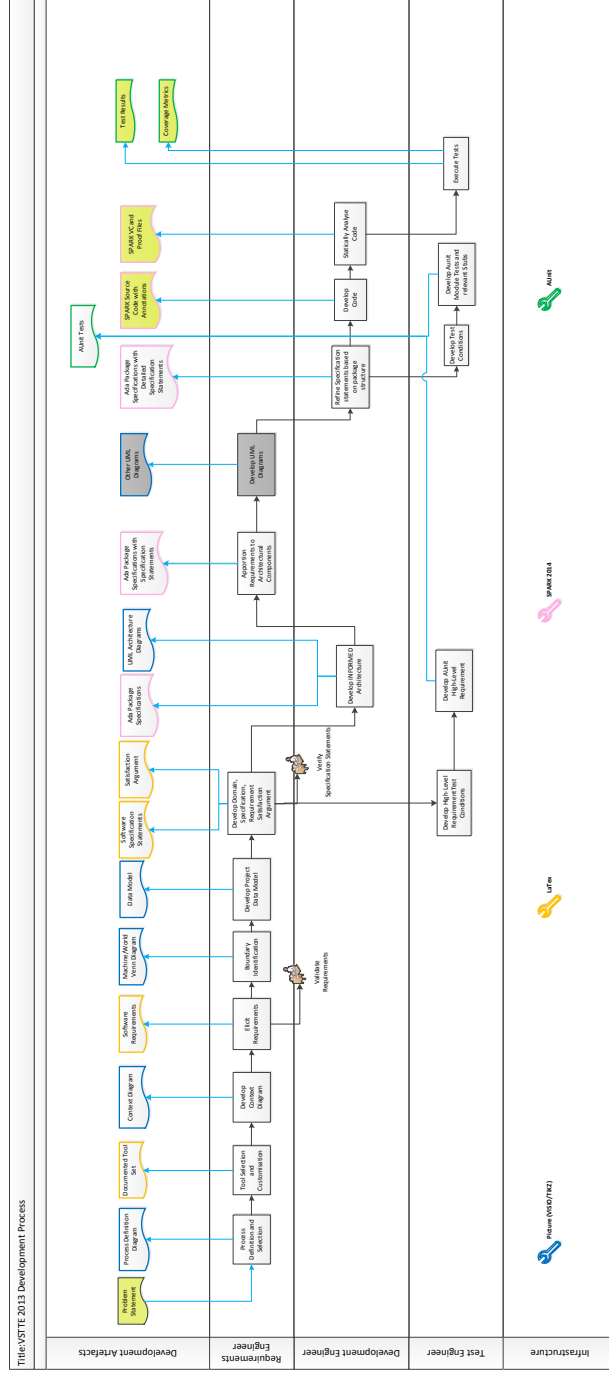 Title:VSTTE 2013 Development Process
Development Artefacts
Problem
Statement
Process Definition
Diagram
Documented Tool
Set
Context Diagram
Software
Requirements
Machine/World
Venn Diagram
Data Model
Software
Specification
Statements
Satisfaction
Argument
Ada Package
Specifications
UML Architecture
Diagrams
Ada Package
Specifications with
Specification
Statements
Other UML
Diagrams
Ada Package
Specifications with
Detailed
Specification
Statements
AUnit Tests
SPARK Source
Code with
Annotations
SPARK VC and
Proof Files
Test Results
Coverage Metrics
Requirements
Engineer
Process
Definition and
Selection
Tool Selection
and
Customisation
Develop
Context
Diagram
Elicit
Requirements
Boundary
Identification
Develop Project
Data Model
Develop Domain,
Specification,
Requirement
Satisfaction
Argument
Apportion
Requirements to
Architectural
Components
Develop UML
Diagrams
Development Engineer
Validate
Requirements
Verify
Specification Statements
Develop INFORMED
Architecture
Refine Specification
statements based
on package
structure
Develop
Code
Statically Analyse
Code
Test Engineer
Develop High-Level
Requirement Test
Conditions
Develop AUnit
High-Level
Requirement
Develop Test
Conditions
Develop Aunit
Module Tests and
relevant Stubs
Execute Tests
Infrastructure
Picture (VISIO/TIKZ)
LaTex
SPARK 2014
AUnit